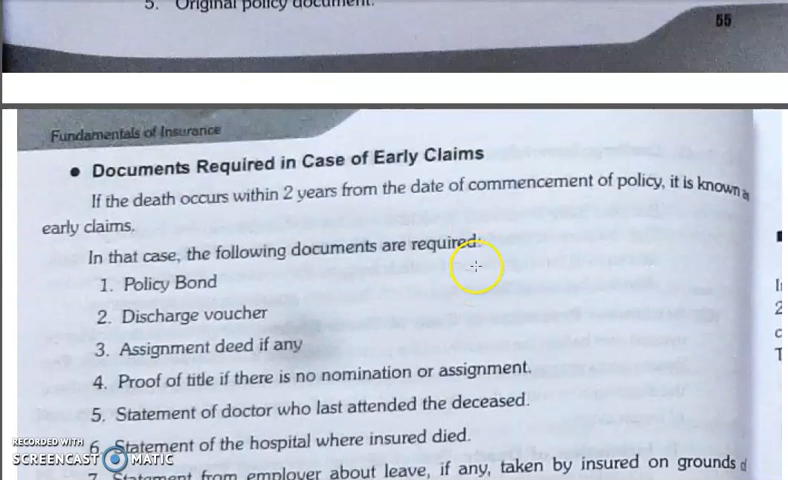 5. Original policy document.
55
Fundamentals of Insurance
• Documents Required in Case of Early Claims
If the death occurs within 2 years from the date of commencement of policy, it is known a
early claims.
In that case, the following documents are required:
1. Policy Bond
2. Discharge voucher
3. Assignment deed if any
4. Proof of title if there is no nomination or assignment.
5. Statement of doctor who last attended the deceased.
6. Statement of the hospital where insured died.
7. Statement from employer about leave, if any, taken by insured on grounds
RECORDED WITH
SCREENCAST MATIC